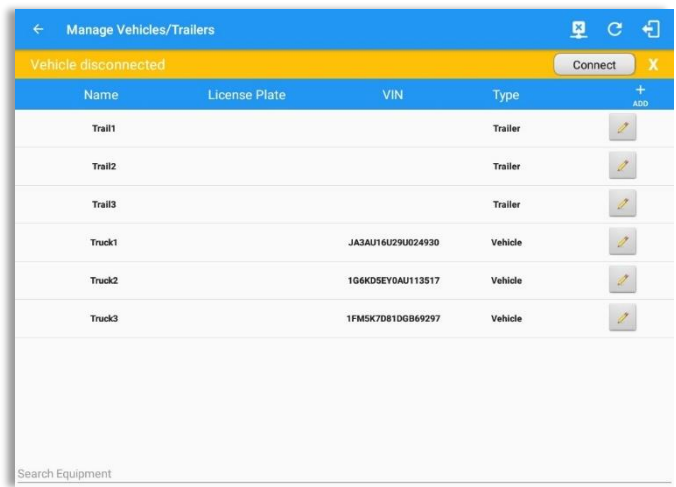 Manage Vehicles/Trailers
Vehicle disconnected Connect X
Name License Plate VIN Type + ADD
Trail1 Trailer
Trail2 Trailer
Trail3 Trailer
Truck1 JA3AU16U29U024930 Vehicle
Truck2 1G6KD5EY0AU113517 Vehicle
Truck3 1FM5K7D81DGB69297 Vehicle
Search Equipment